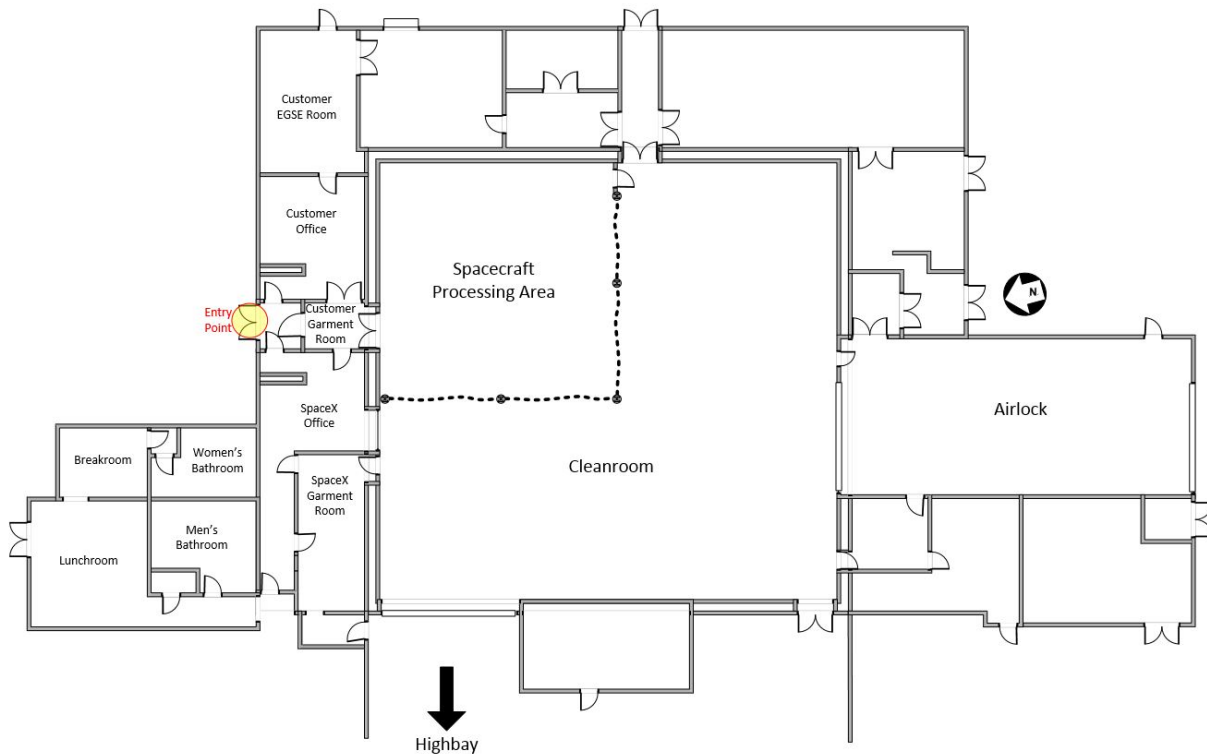 Customer
EGSE Room
Customer
Office
Spacecraft
Processing Area
N
Entry
Point
Customer
Garment
Room
SpaceX
Office
Airlock
Breakroom
Women's
Bathroom
Cleanroom
SpaceX
Garment
Room
Men's
Bathroom
Lunchroom
Highbay